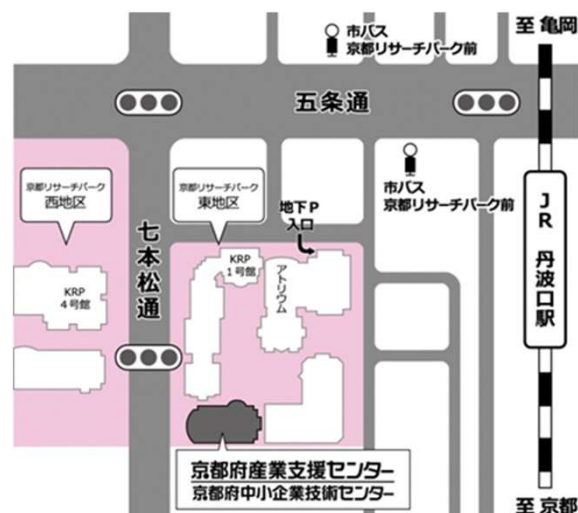 市バス
京都リサーチパーク前
至 亀岡
五条通
市バス
京都リサーチパーク前
京都リサーチパーク
西地区
京都リサーチパーク
東地区
地下P
入口
JR 丹波口駅
七本松通
KRP
1号館
アトリウム
KRP
4号館
京都府産業支援センター
京都府中小企業技術センター
至 京都